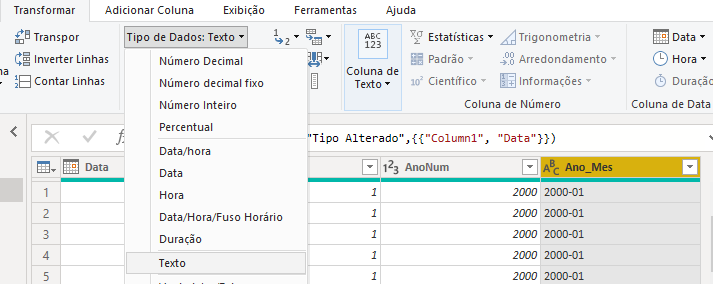 Transformar Adicionar Coluna Exibição Ferramentas Ajuda
Transpor
Inverter Linhas
Contar Linhas
Tipo de Dados: Texto
Número Decimal
Número decimal fixo
Número Inteiro
Percentual
Data/hora
Data
Hora
Data/Hora/Fuso Horário
Duração
Texto
1
2
ABC
123
Coluna de
Texto
Estatísticas
Padrão
10² Científico
Trigonometria
Arredondamento
Informações
Coluna de Número
Data
Hora
Duração
Coluna de Data
"Tipo Alterado",{{"Column1", "Data"}})
Data 123 AnoNum ABC Ano_Mes
1 1 2000 2000-01
2 1 2000 2000-01
3 1 2000 2000-01
4 1 2000 2000-01
5 1 2000 2000-01